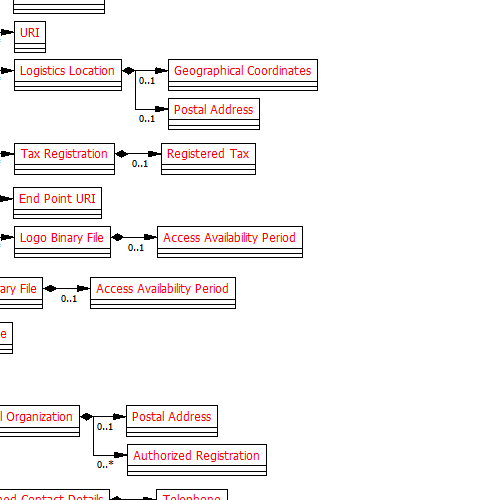 URI
Logistics Location
Geographical Coordinates
0..1
Postal Address
0..1
Tax Registration
Registered Tax
0..1
End Point URI
Logo Binary File
Access Availability Period
0..1
ary File
Access Availability Period
0..1
e
l Organization
Postal Address
0..1
Authorized Registration
0..*
ned Contact Details
Telephone